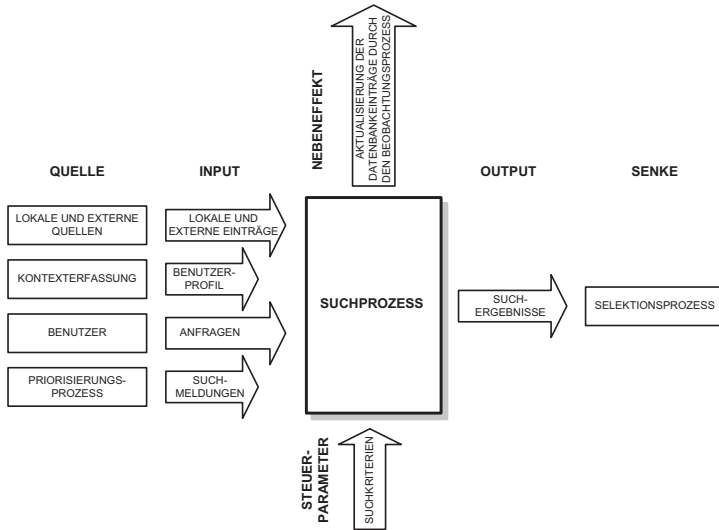 NEBENEFFEKT
AKTUALISIERUNG DER
DATENBANKEINTRÄGE DURCH
DEN BEOBACHTUNGSPROZESS
QUELLE
INPUT
OUTPUT
SENKE
LOKALE UND EXTERNE
QUELLEN
LOKALE UND
EXTERNE EINTRÄGE
KONTEXTERFASSUNG
BENUTZER-
PROFIL
BENUTZER
ANFRAGEN
PRIORISIERUNGS-
PROZESS
SUCH-
MELDUNGEN
SUCHPROZESS
SUCH-
ERGEBNISSE
SELEKTIONSPROZESS
STEUER-
PARAMETER
SUCHKRITERIEN